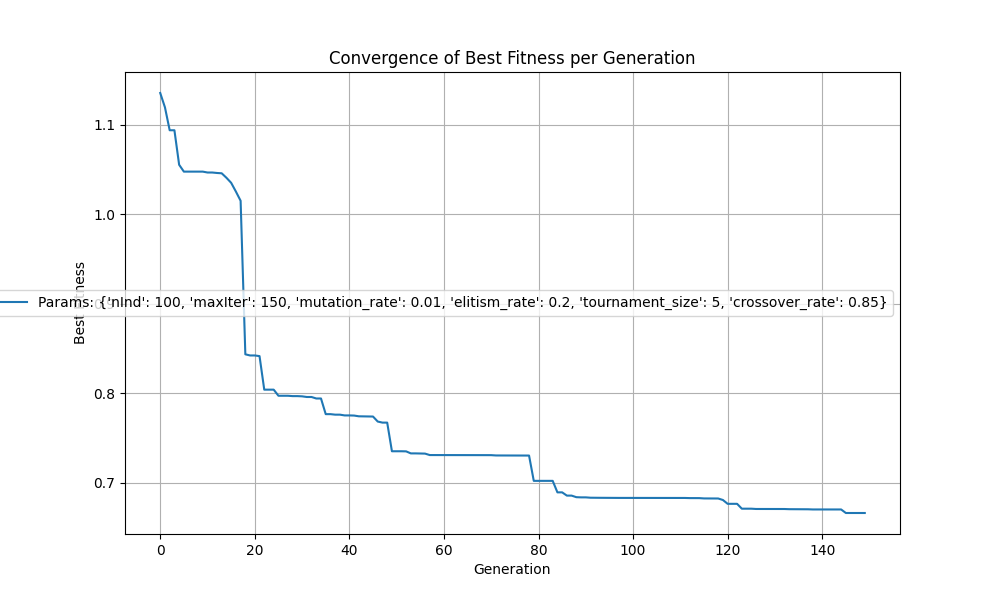 Convergence of Best Fitness per Generation
1.1
1.0
0.8
0.7
Best
Params: {'nInd': 100, 'maxIter': 150, 'mutation_rate': 0.01, 'elitism_rate': 0.2, 'tournament_size': 5, 'crossover_rate': 0.85}
0 20 40 60 80 100 120 140
Generation